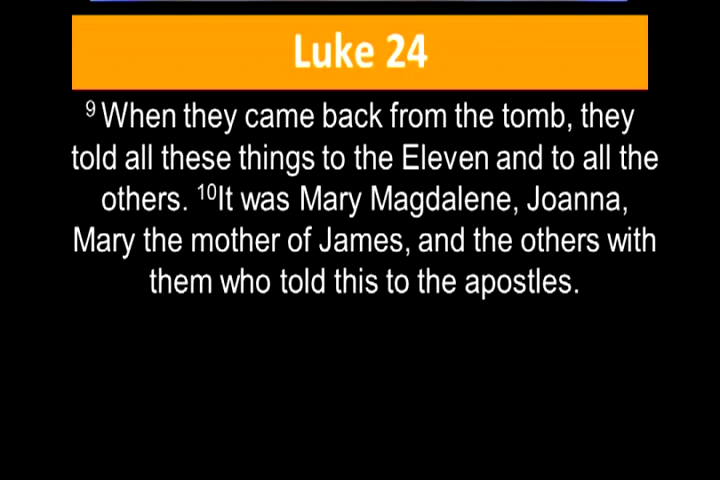 Luke 24
⁹When they came back from the tomb, they
told all these things to the Eleven and to all the
others. ¹⁰It was Mary Magdalene, Joanna,
Mary the mother of James, and the others with
them who told this to the apostles.